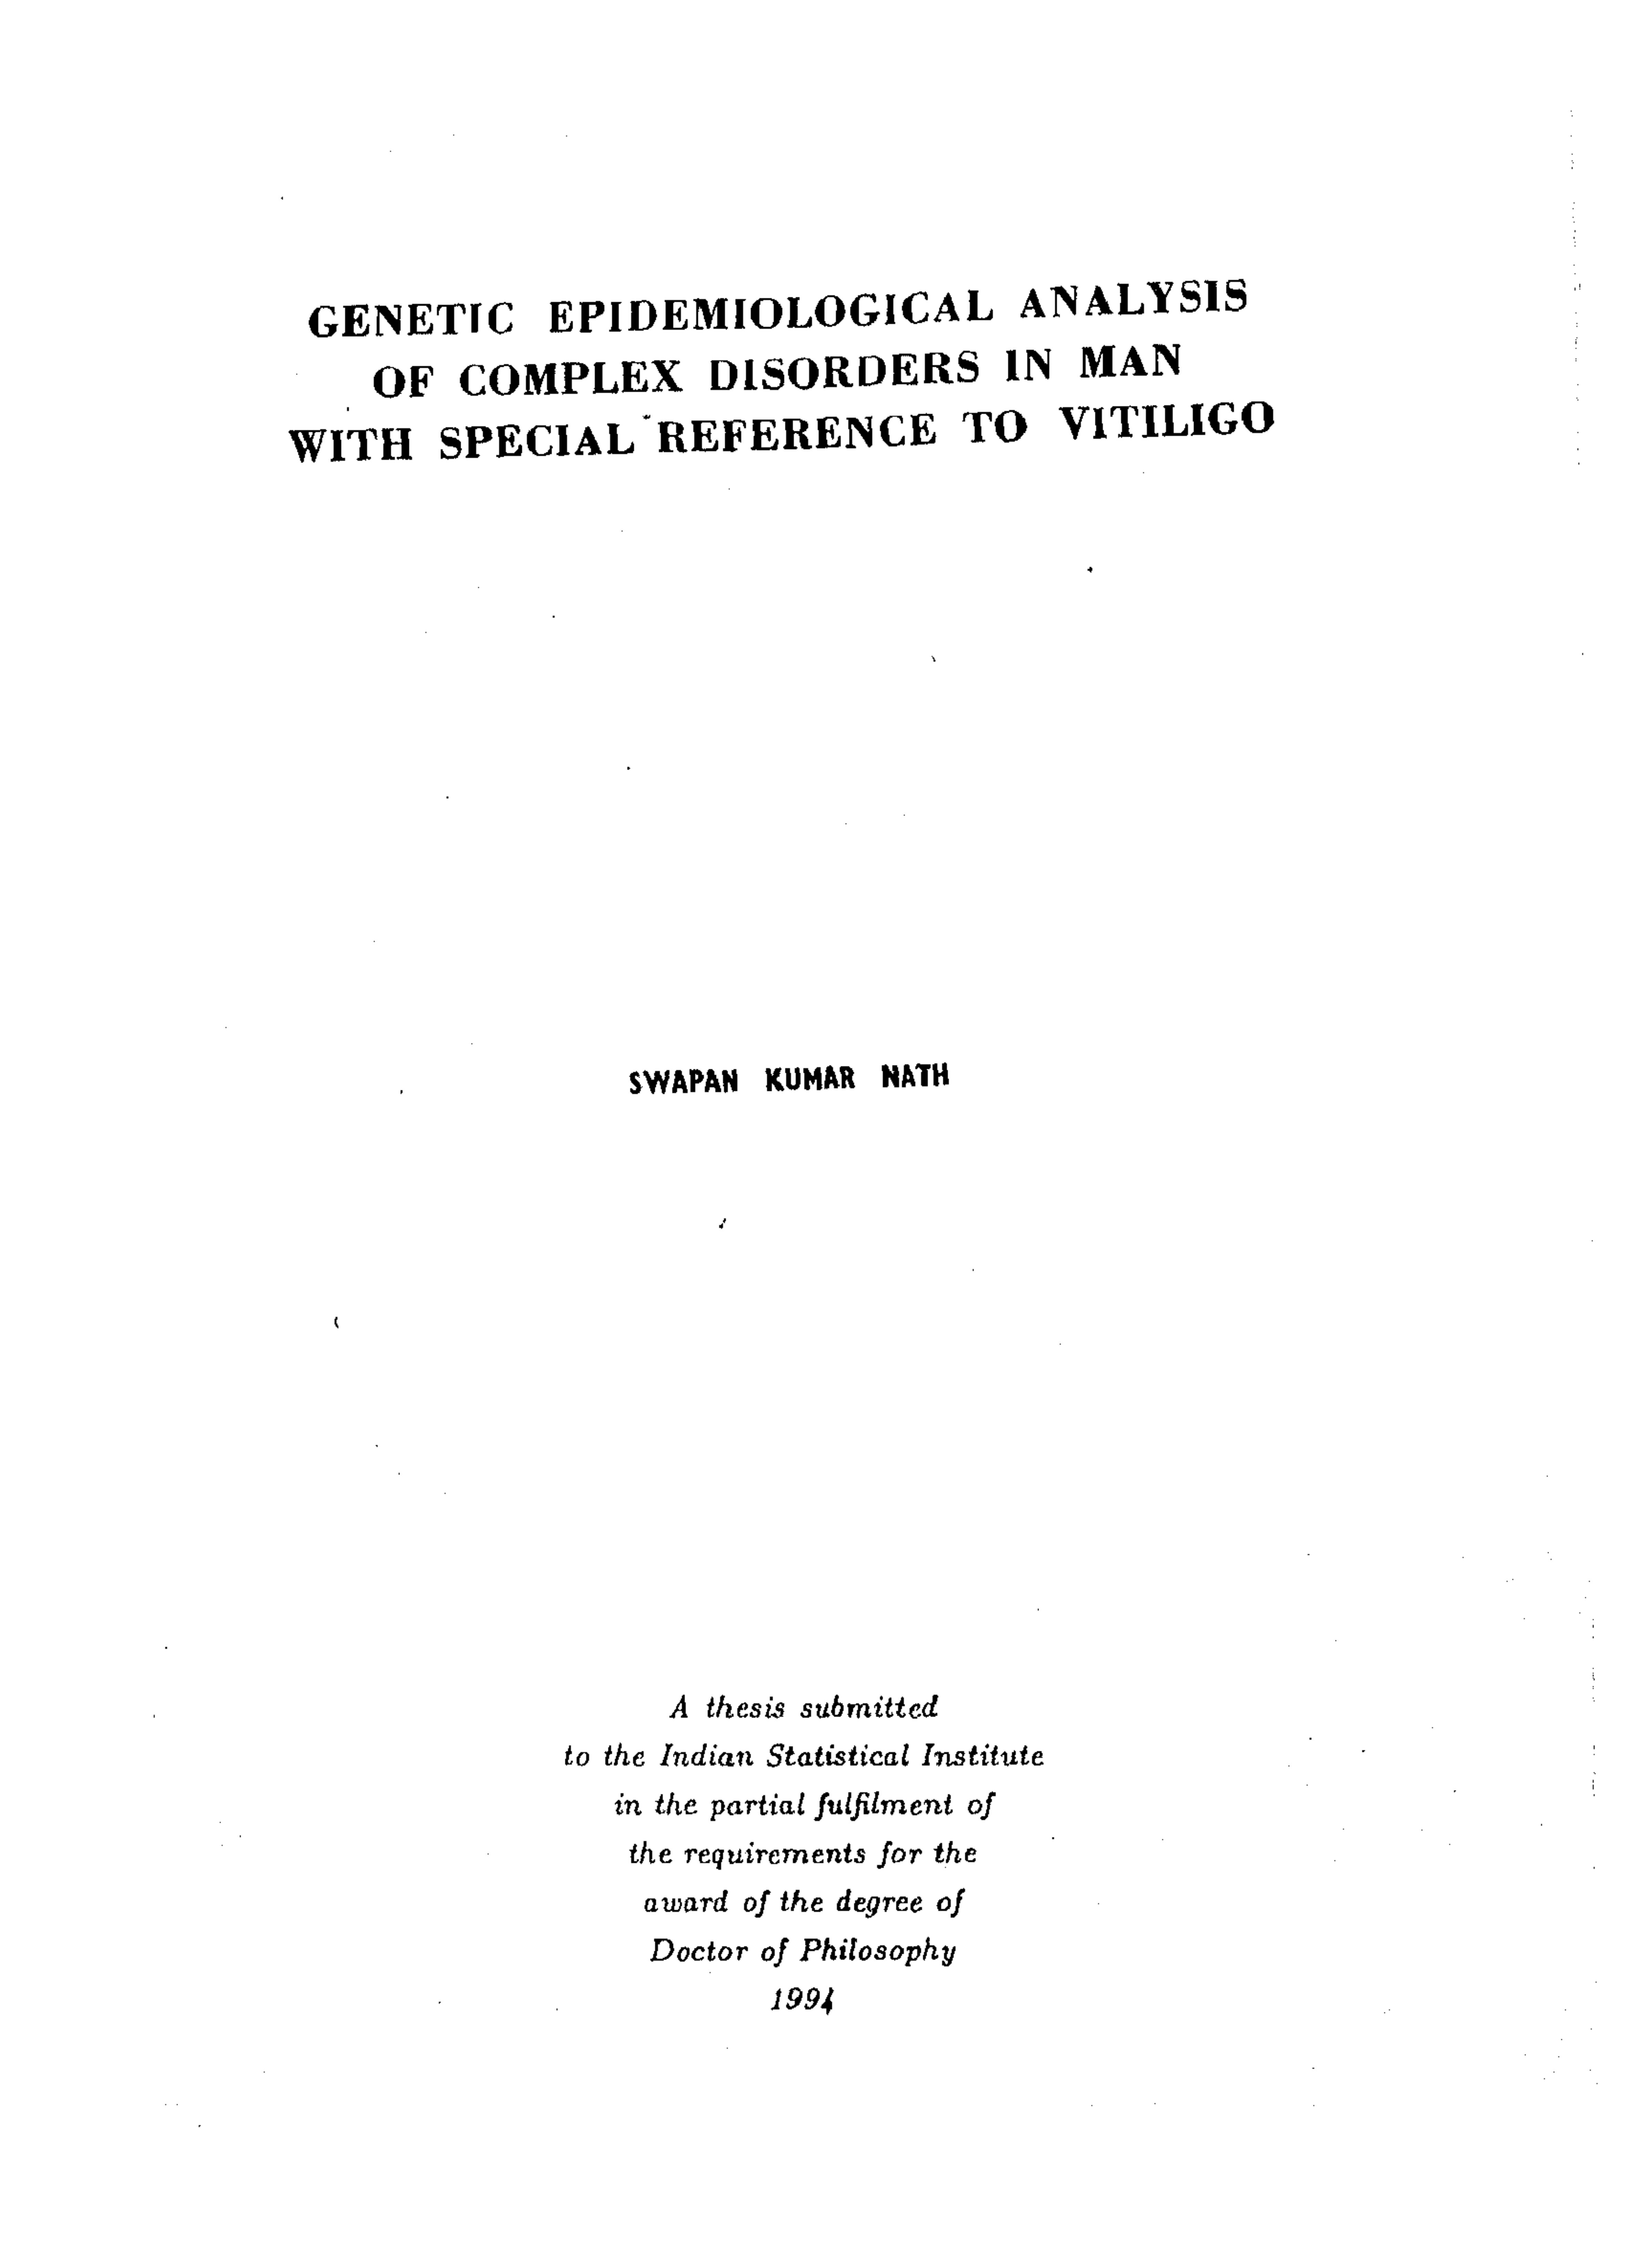 GENETIC EPIDEMIOLOGICAL ANALYSIS
OF COMPLEX DISORDERS IN MAN
WITH SPECIAL REFERENCE TO VITILIGO
SWAPAN KUMAR NATH
A thesis submitted
to the Indian Statistical Institute
in the partial fulfilment of
the requirements for the
award of the degree of
Doctor of Philosophy
1994